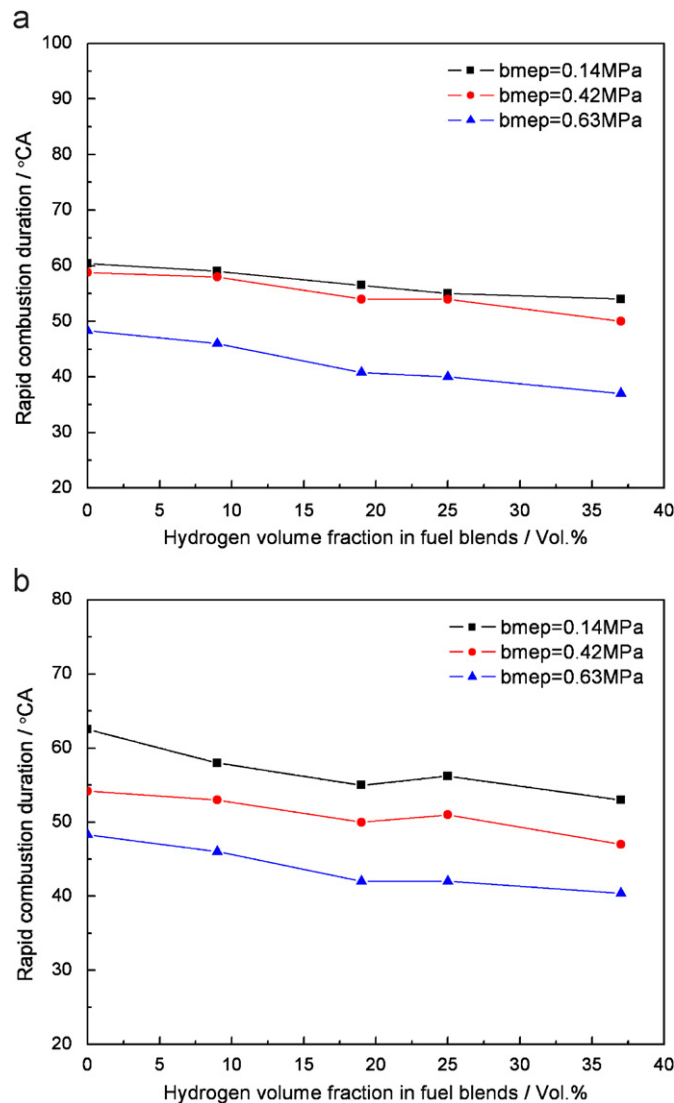 a
100
90
80
70
60
50
40
30
20
Rapid combustion duration / °CA
bmep=0.14MPa
bmep=0.42MPa
bmep=0.63MPa
0 5 10 15 20 25 30 35 40
Hydrogen volume fraction in fuel blends / Vol.%
b
80
70
60
50
40
30
20
Rapid combustion duration / °CA
bmep=0.14MPa
bmep=0.42MPa
bmep=0.63MPa
0 5 10 15 20 25 30 35 40
Hydrogen volume fraction in fuel blends / Vol.%